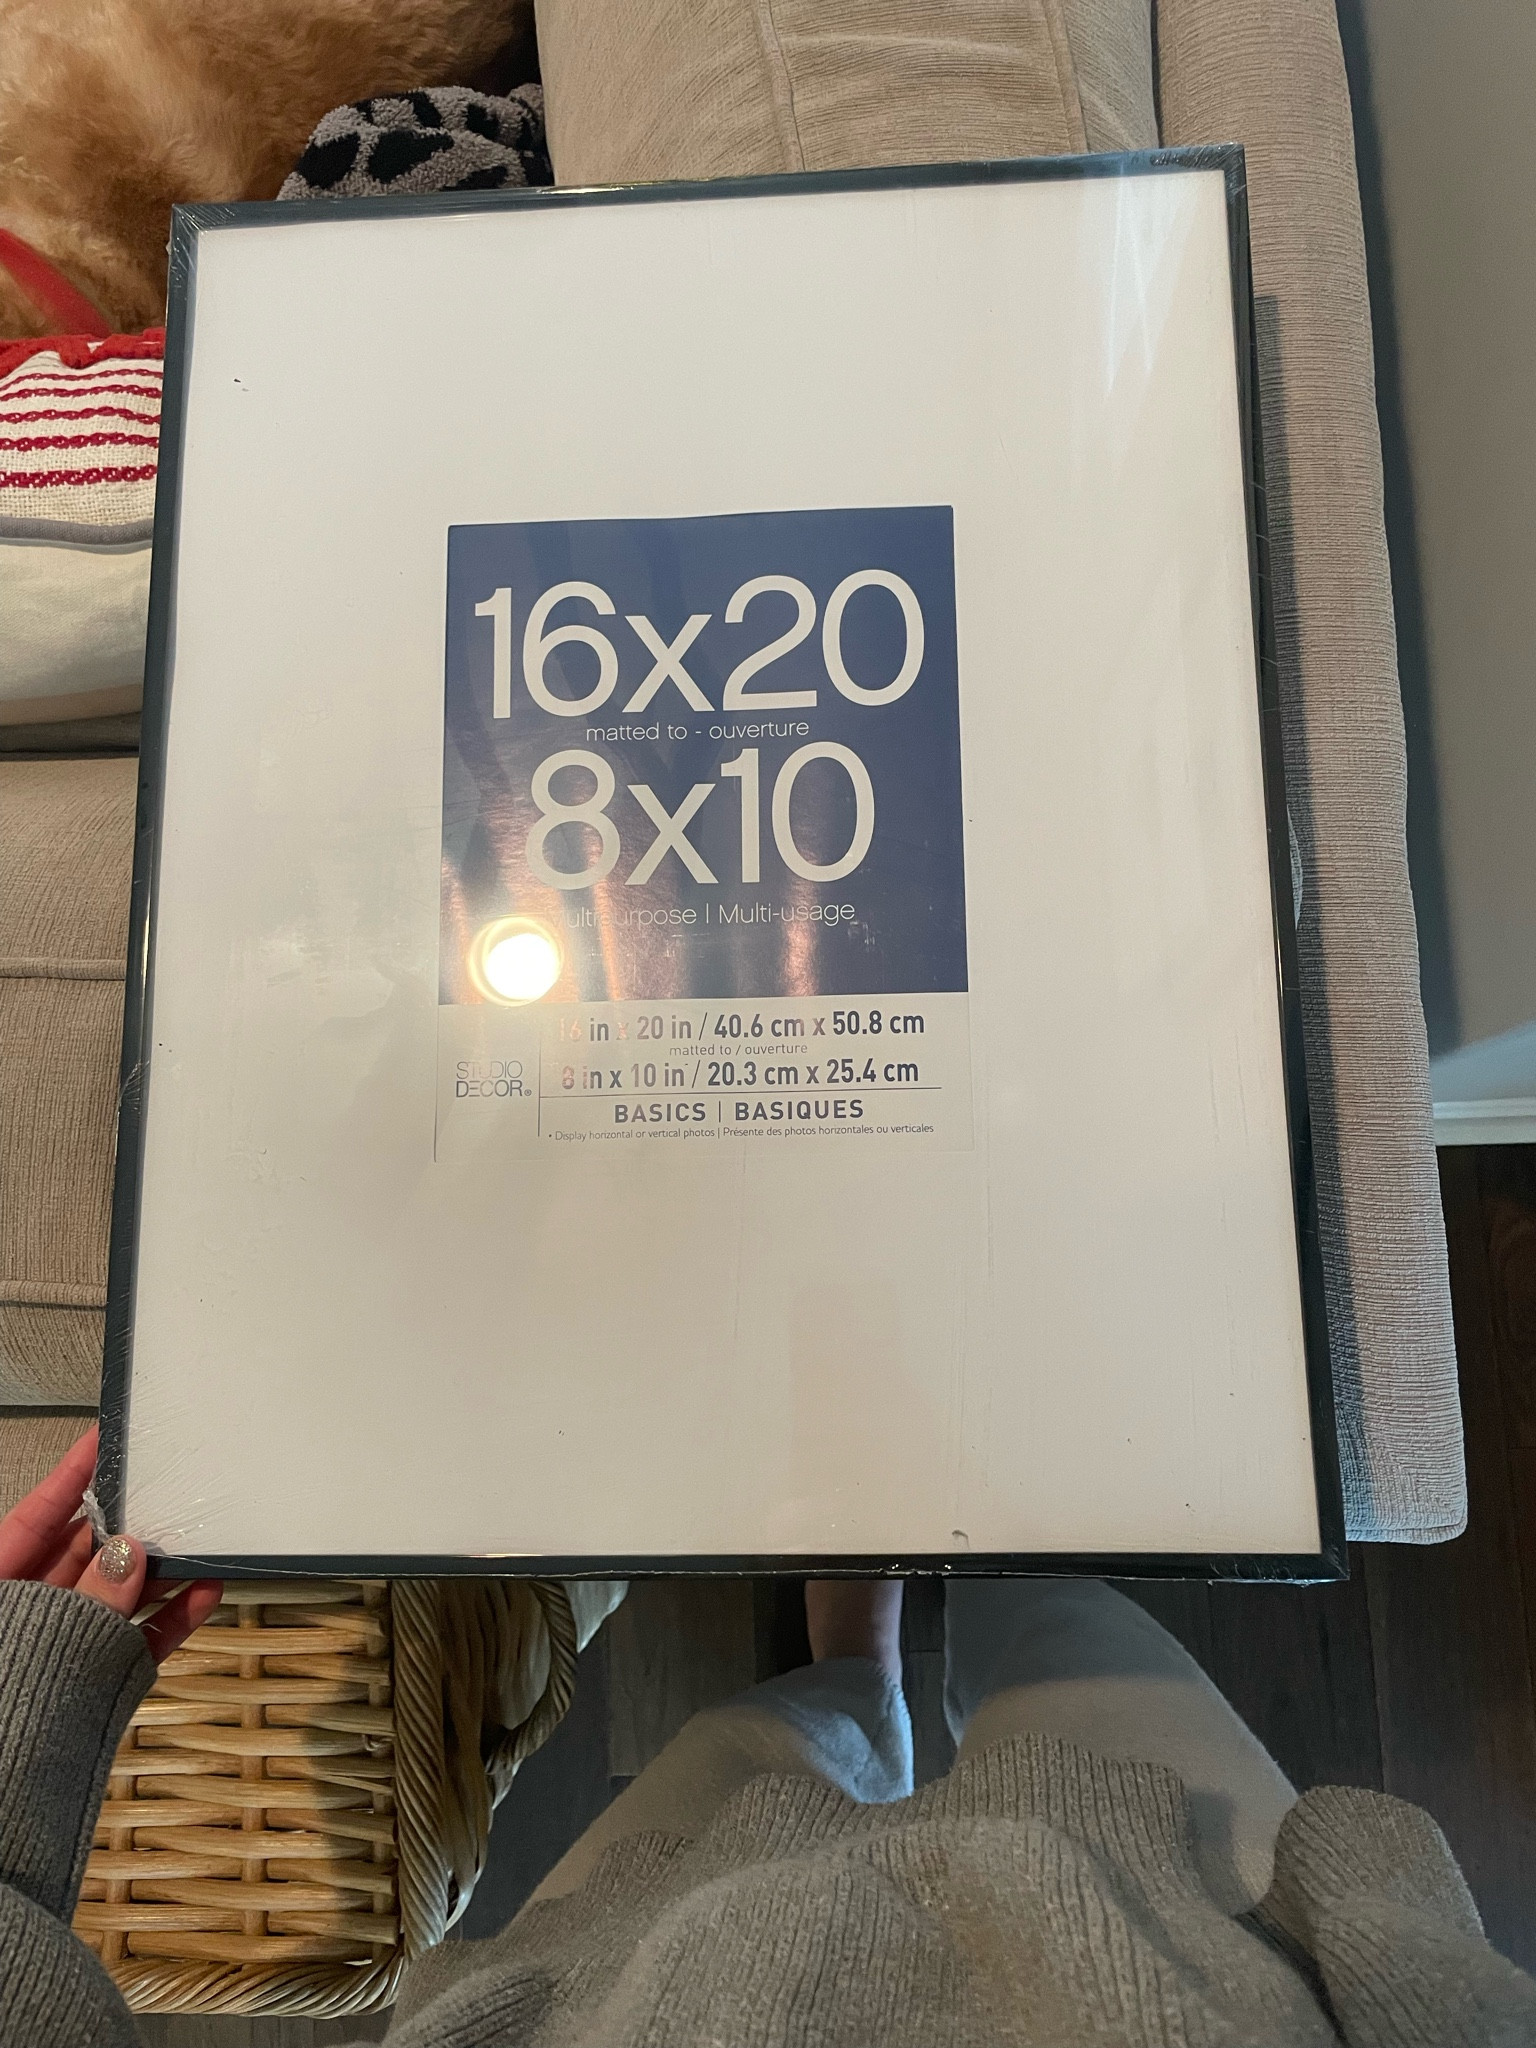 16x20
matted to - ouverture
8x10
Multipurpose | Multi-usage
16 in x 20 in / 40.6 cm x 50.8 cm
matted to / ouverture
8 in x 10 in / 20.3 cm x 25.4 cm
STUDIO
DECOR®
BASICS | BASIQUES
• Display horizontal or vertical photos | Présente des photos horizontales ou verticales